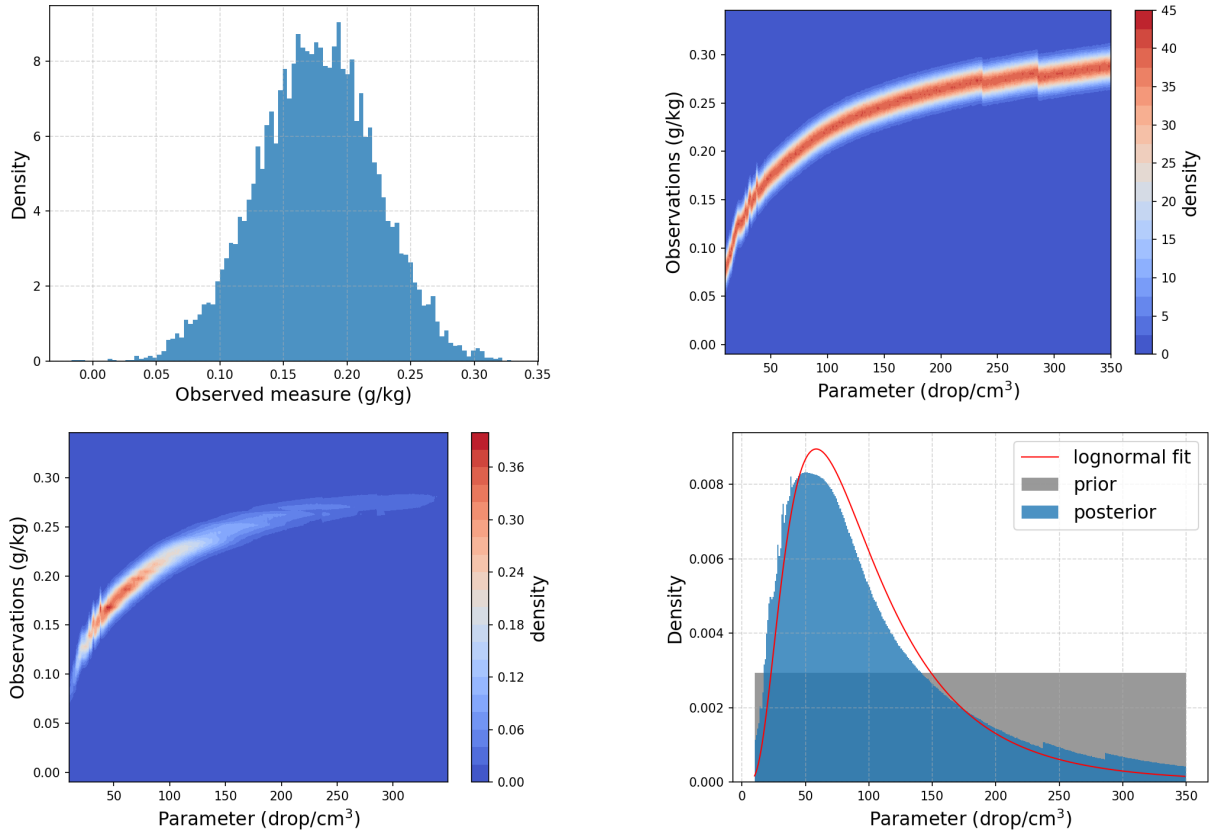 Density
8
6
4
2
0
0.00 0.05 0.10 0.15 0.20 0.25 0.30 0.35
Observed measure (g/kg)
Observations (g/kg)
0.30
0.25
0.20
0.15
0.10
0.05
0.00
50 100 150 200 250 300 350
Parameter (drop/cm³)
45
40
35
30
25
20
15
10
5
0
density
Observations (g/kg)
0.30
0.25
0.20
0.15
0.10
0.05
0.00
50 100 150 200 250 300
Parameter (drop/cm³)
0.36
0.30
0.24
0.18
0.12
0.06
0.00
density
Density
0.008
0.006
0.004
0.002
0.000
0 50 100 150 200 250 300 350
Parameter (drop/cm³)
lognormal fit
prior
posterior